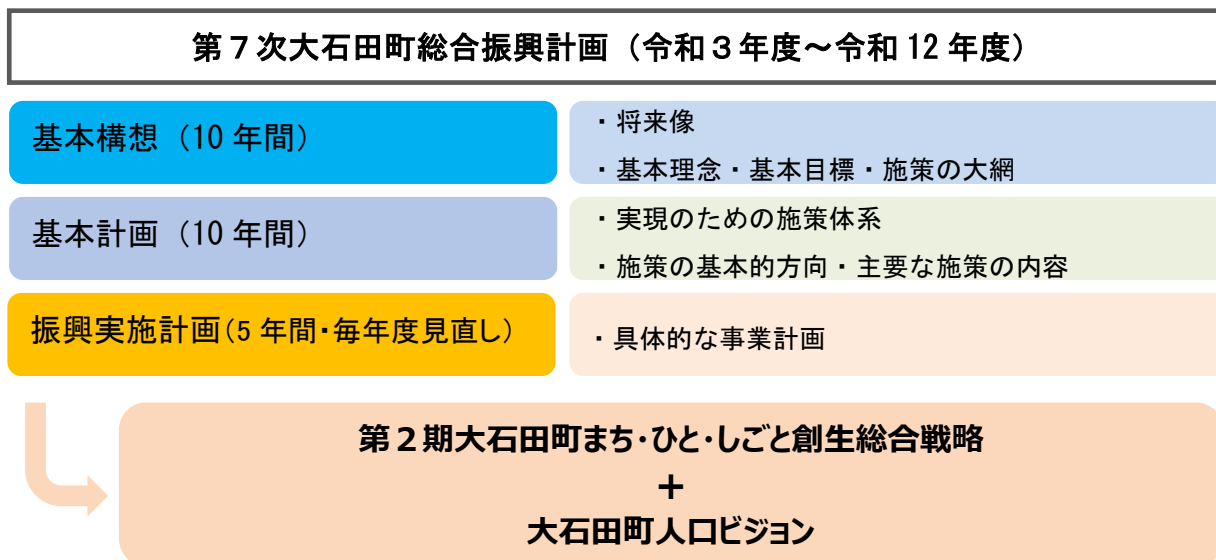 第７次大石田町総合振興計画（令和３年度～令和 12 年度）
基本構想（10 年間）
・将来像
・基本理念・基本目標・施策の大綱
基本計画（10 年間）
・実現のための施策体系
・施策の基本的方向・主要な施策の内容
振興実施計画（5 年間・毎年度見直し）
・具体的な事業計画
第２期大石田町まち・ひと・しごと創生総合戦略
＋
大石田町人口ビジョン